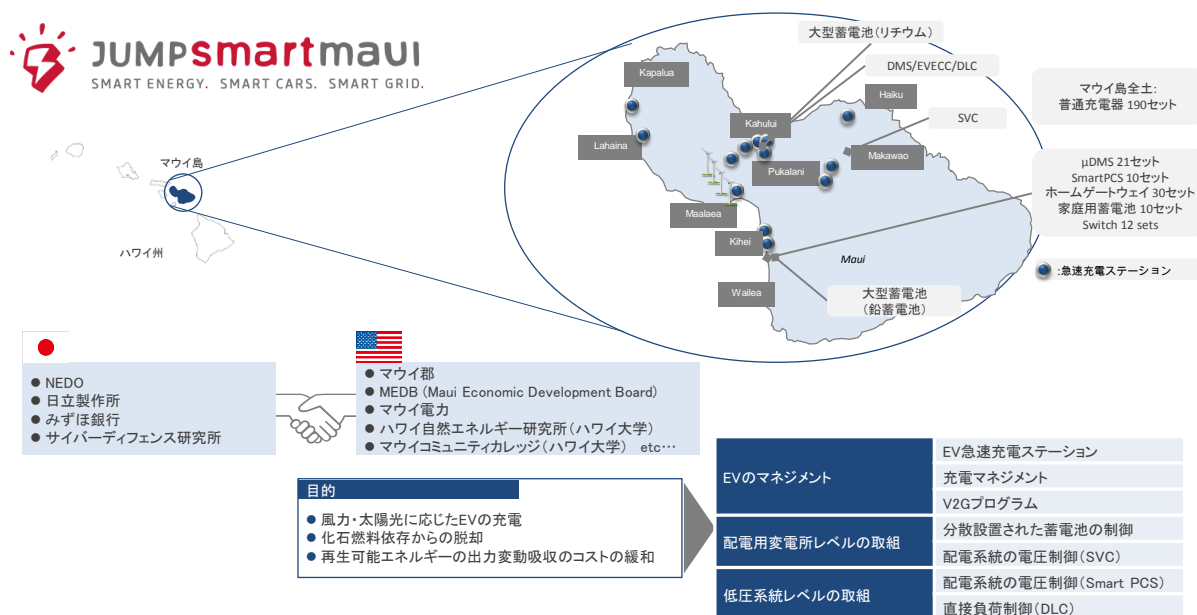 JUMPSmartmaui
SMART ENERGY. SMART CARS. SMART GRID.
マウイ島
ハワイ州
大型蓄電池(リチウム)
DMS/EVECC/DLC
Kapalua
Haiku
マウイ島全土:
普通充電器 190セット
SVC
Kahului
Lahaina
Makawao
Pukalani
μDMS 21セット
SmartPCS 10セット
ホームゲートウェイ 30セット
家庭用蓄電池 10セット
Switch 12 sets
Maalaea
Kihei
Maui
:急速充電ステーション
Wailea
大型蓄電池
(鉛蓄電池)
● NEDO
● 日立製作所
● みずほ銀行
● サイバーディフェンス研究所
● マウイ郡
● MEDB (Maui Economic Development Board)
● マウイ電力
● ハワイ自然エネルギー研究所(ハワイ大学)
● マウイコミュニティカレッジ(ハワイ大学) etc…
目的
● 風力・太陽光に応じたEVの充電
● 化石燃料依存からの脱却
● 再生可能エネルギーの出力変動吸収のコストの緩和
EVのマネジメント
EV急速充電ステーション
充電マネジメント
V2Gプログラム
配電用変電所レベルの取組
分散設置された蓄電池の制御
配電系統の電圧制御(SVC)
低圧系統レベルの取組
配電系統の電圧制御(Smart PCS)
直接負荷制御(DLC)